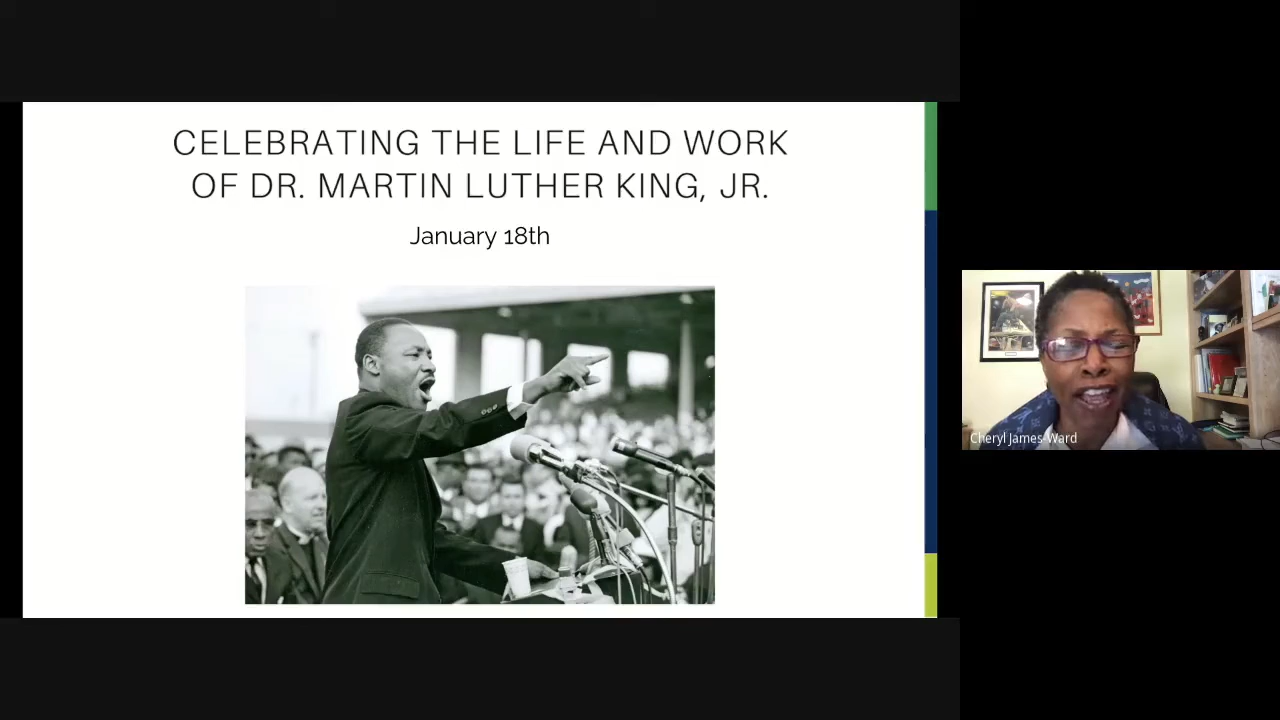 CELEBRATING THE LIFE AND WORK
OF DR. MARTIN LUTHER KING, JR.
January 18th
Cheryl James-Ward